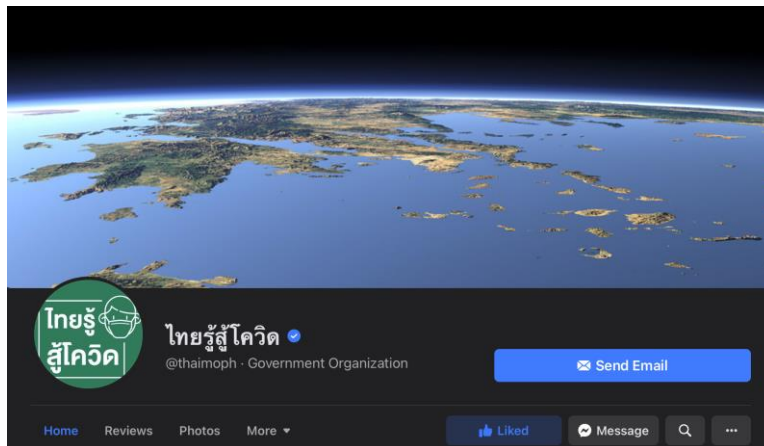 ไทยรู้
สู้โควิด
ไทยรู้สู้โควิด
@thaimoph · Government Organization
Send Email
Home Reviews Photos More
Liked Message